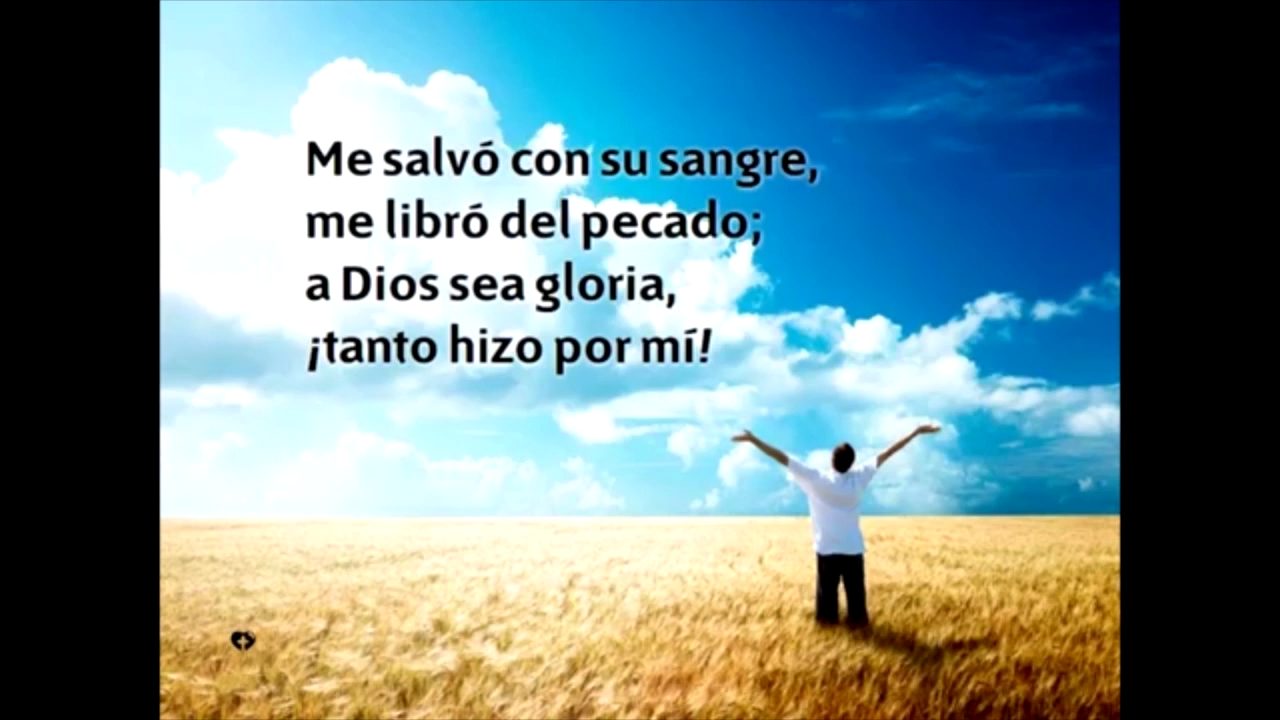 Me salvó con su sangre,
me libró del pecado;
a Dios sea gloria,
¡tanto hizo por mí!